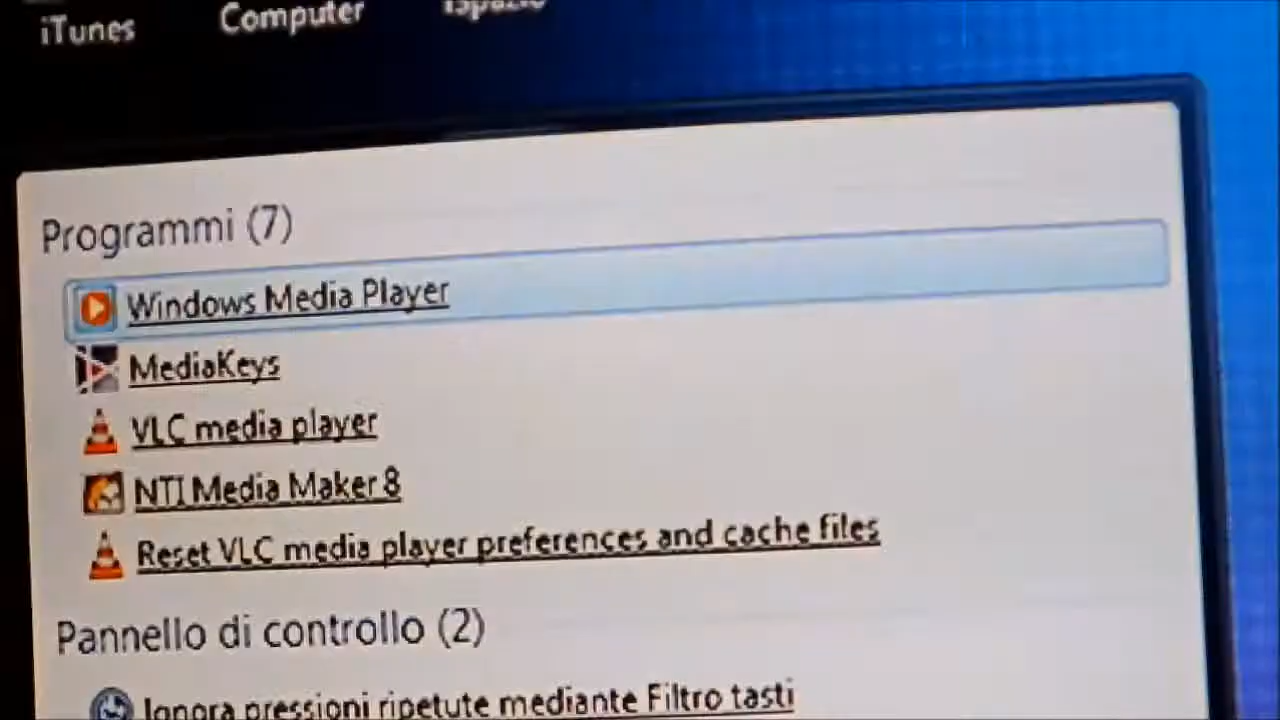 iTunes Computer iSpazio
Programmi (7)
Windows Media Player
MediaKeys
VLC media player
NTI Media Maker 8
Reset VLC media player preferences and cache files
Pannello di controllo (2)
Ignora pressioni ripetute mediante Filtro tasti